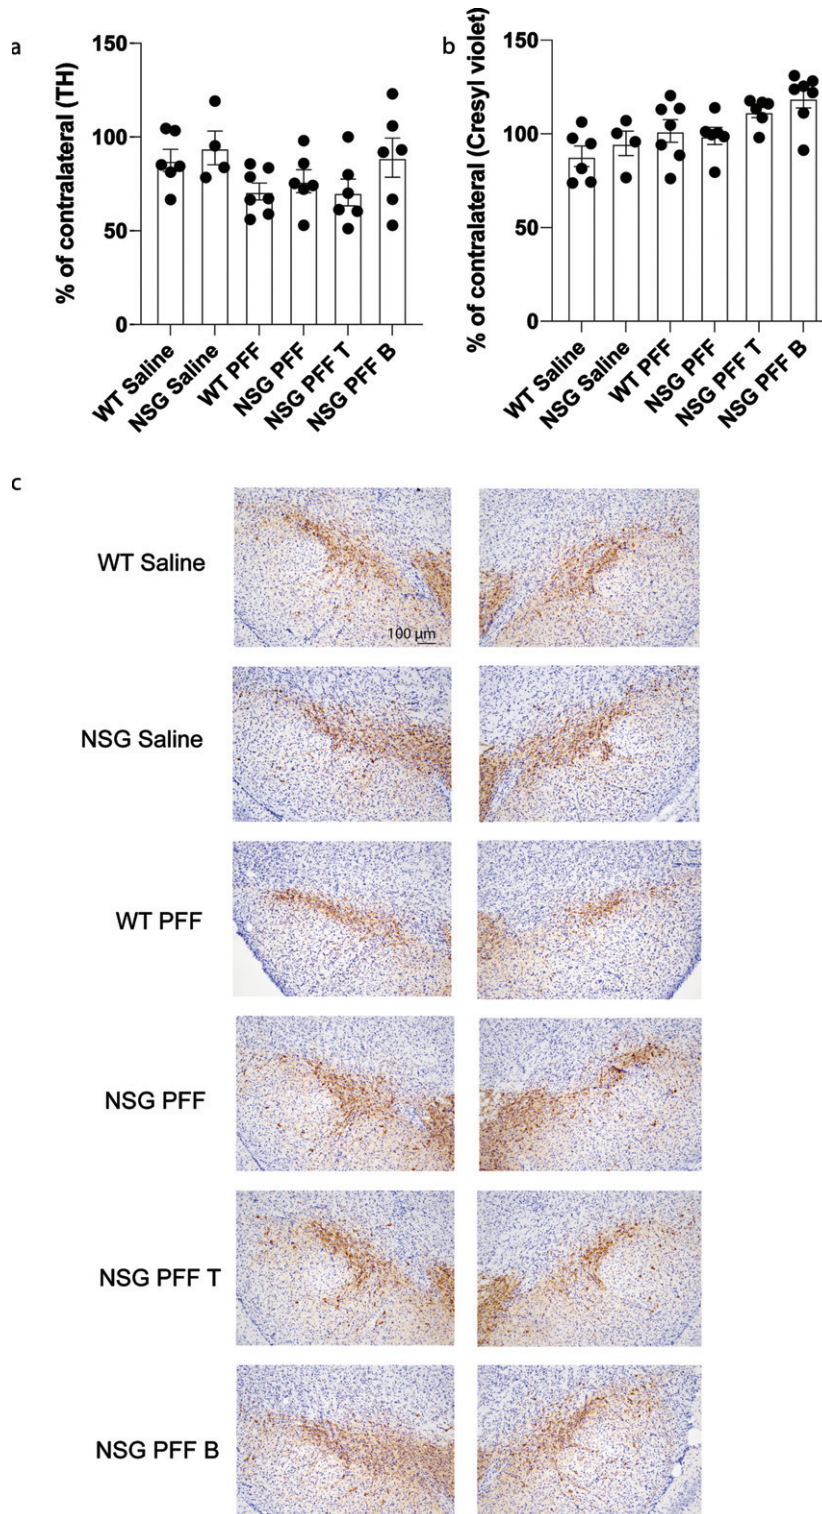 a
% of contralateral (TH)
150
100
50
0
WT Saline
NSG Saline
WT PFF
NSG PFF
NSG PFF T
NSG PFF B
b
% of contralateral (Cresyl violet)
150
100
50
0
WT Saline
NSG Saline
WT PFF
NSG PFF
NSG PFF T
NSG PFF B
c
WT Saline
100 µm
NSG Saline
WT PFF
NSG PFF
NSG PFF T
NSG PFF B